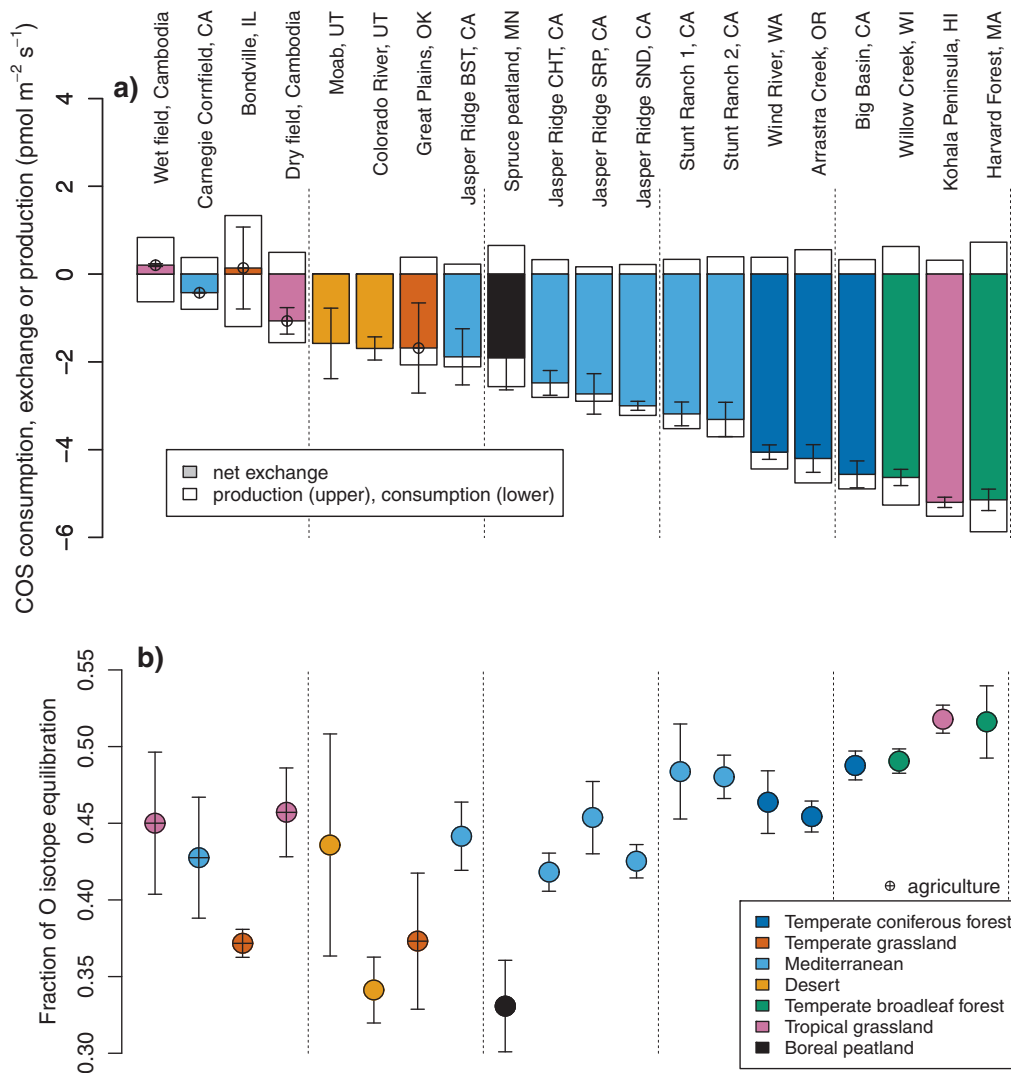 Wet field, Cambodia
Carnegie Cornfield, CA
Bondville, IL
Dry field, Cambodia
Moab, UT
Colorado River, UT
Great Plains, OK
Jasper Ridge BST, CA
Spruce peatland, MN
Jasper Ridge CHT, CA
Jasper Ridge SRP, CA
Jasper Ridge SND, CA
Stunt Ranch 1, CA
Stunt Ranch 2, CA
Wind River, WA
Arrastra Creek, OR
Big Basin, CA
Willow Creek, WI
Kohala Peninsula, HI
Harvard Forest, MA
a)
COS consumption, exchange or production (pmol m⁻² s⁻¹)
4
2
0
−2
−4
−6
net exchange
production (upper), consumption (lower)
b)
Fraction of O isotope equilibration
0.55
0.50
0.45
0.40
0.35
0.30
agriculture
Temperate coniferous forest
Temperate grassland
Mediterranean
Desert
Temperate broadleaf forest
Tropical grassland
Boreal peatland